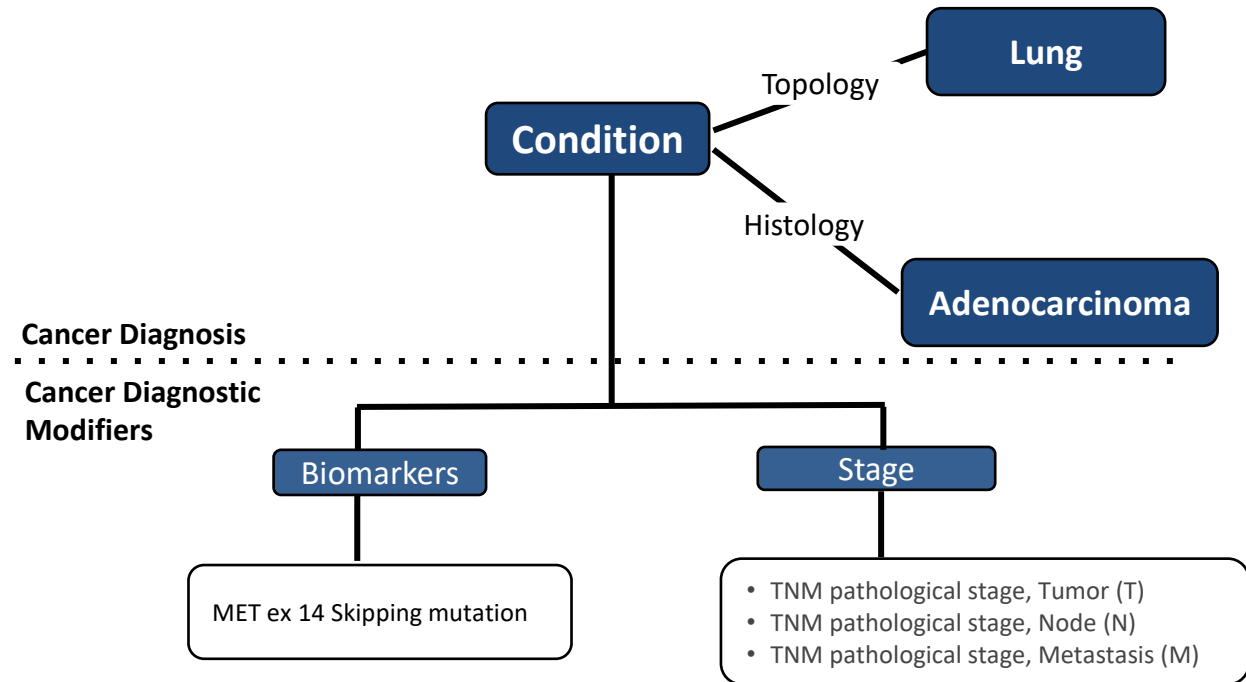 Lung
Topology
Condition
Histology
Adenocarcinoma
Cancer Diagnosis
Cancer Diagnostic
Modifiers
Biomarkers
Stage
MET ex 14 Skipping mutation
• TNM pathological stage, Tumor (T)
• TNM pathological stage, Node (N)
• TNM pathological stage, Metastasis (M)